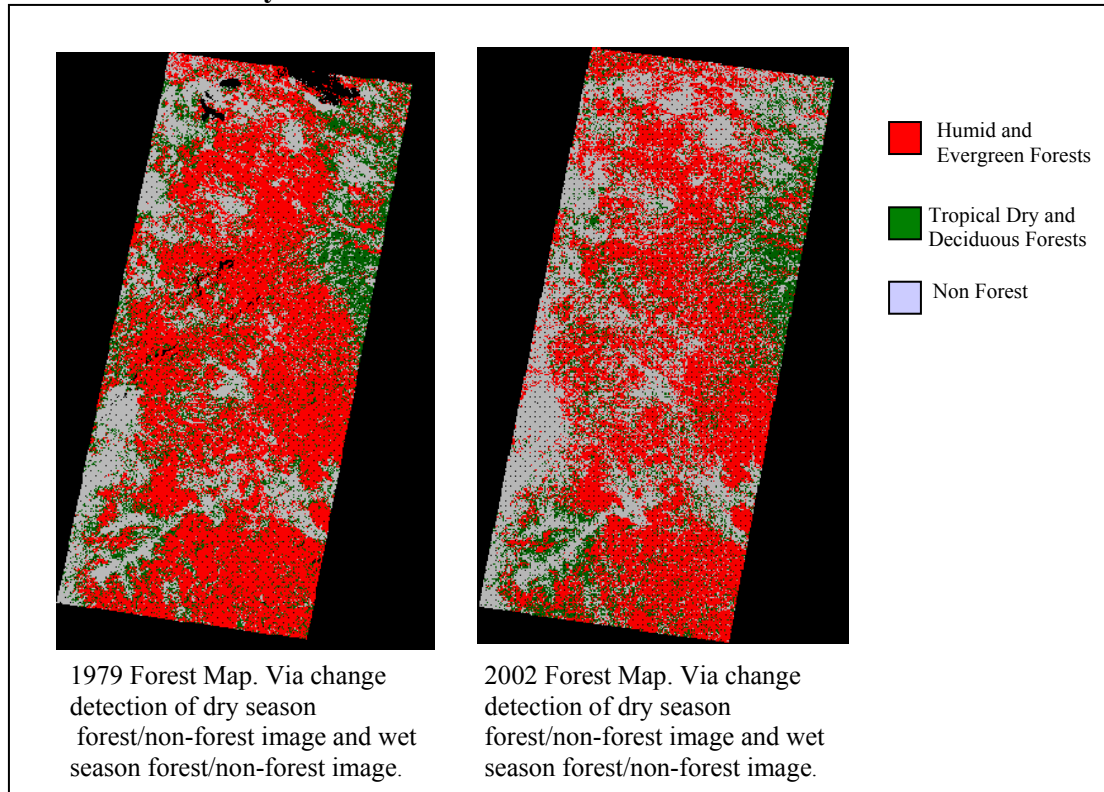 Humid and
Evergreen Forests
Tropical Dry and
Deciduous Forests
Non Forest
1979 Forest Map. Via change
detection of dry season
forest/non-forest image and wet
season forest/non-forest image.
2002 Forest Map. Via change
detection of dry season
forest/non-forest image and wet
season forest/non-forest image.